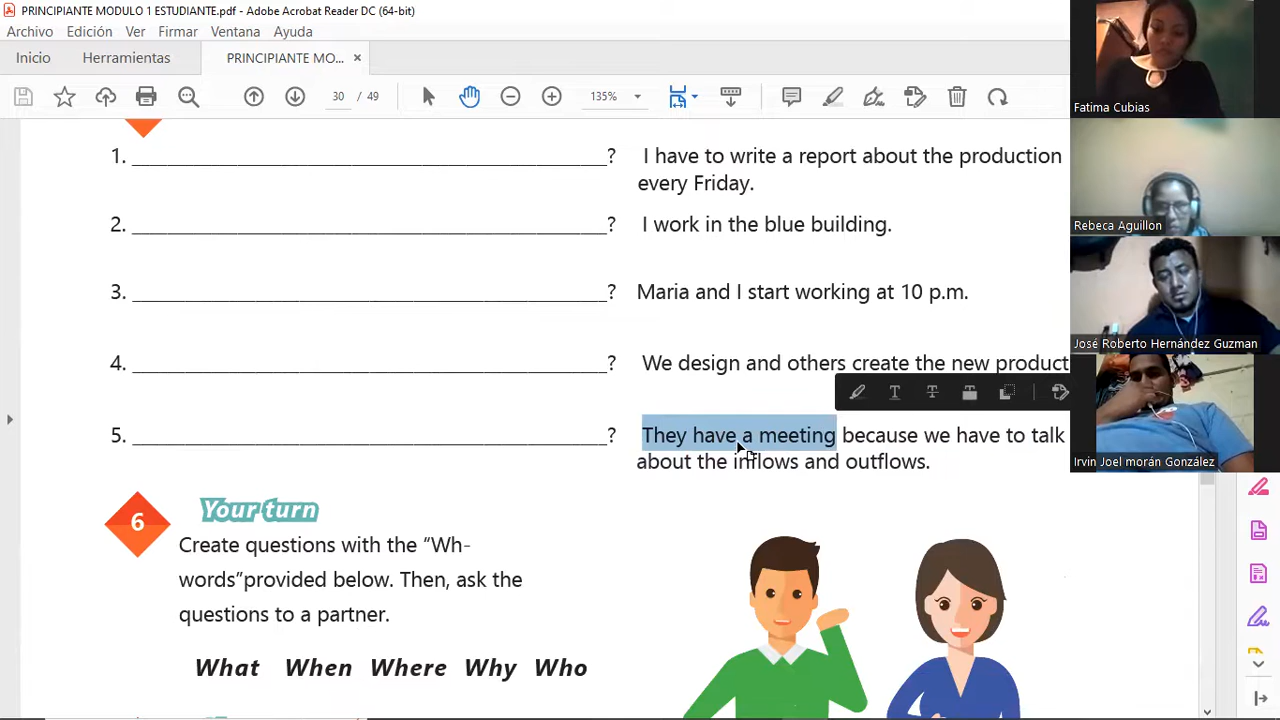 PRINCIPIANTE MODULO 1 ESTUDIANTE.pdf - Adobe Acrobat Reader DC (64-bit)
Archivo Edición Ver Firmar Ventana Ayuda
Inicio Herramientas PRINCIPIANTE MO... ×
30 / 49 135%
1. ______________________________________? I have to write a report about the production
every Friday.
2. ______________________________________? I work in the blue building.
3. ______________________________________? Maria and I start working at 10 p.m.
4. ______________________________________? We design and others create the new product
5. ______________________________________? They have a meeting because we have to talk
about the inflows and outflows.
6 Your turn
Create questions with the “Wh-
words”provided below. Then, ask the
questions to a partner.
What When Where Why Who
Fatima Cubias
Rebeca Aguillon
José Roberto Hernández Guzman
Irvin Joel morán González